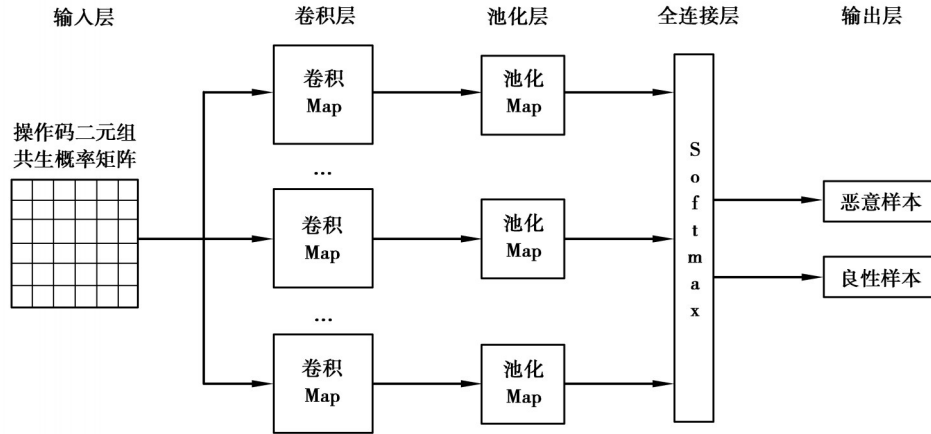 输入层
卷积层
池化层
全连接层
输出层
操作码二元组
共生概率矩阵
卷积
Map
池化
Map
...
卷积
Map
池化
Map
...
卷积
Map
池化
Map
Softmax
恶意样本
良性样本